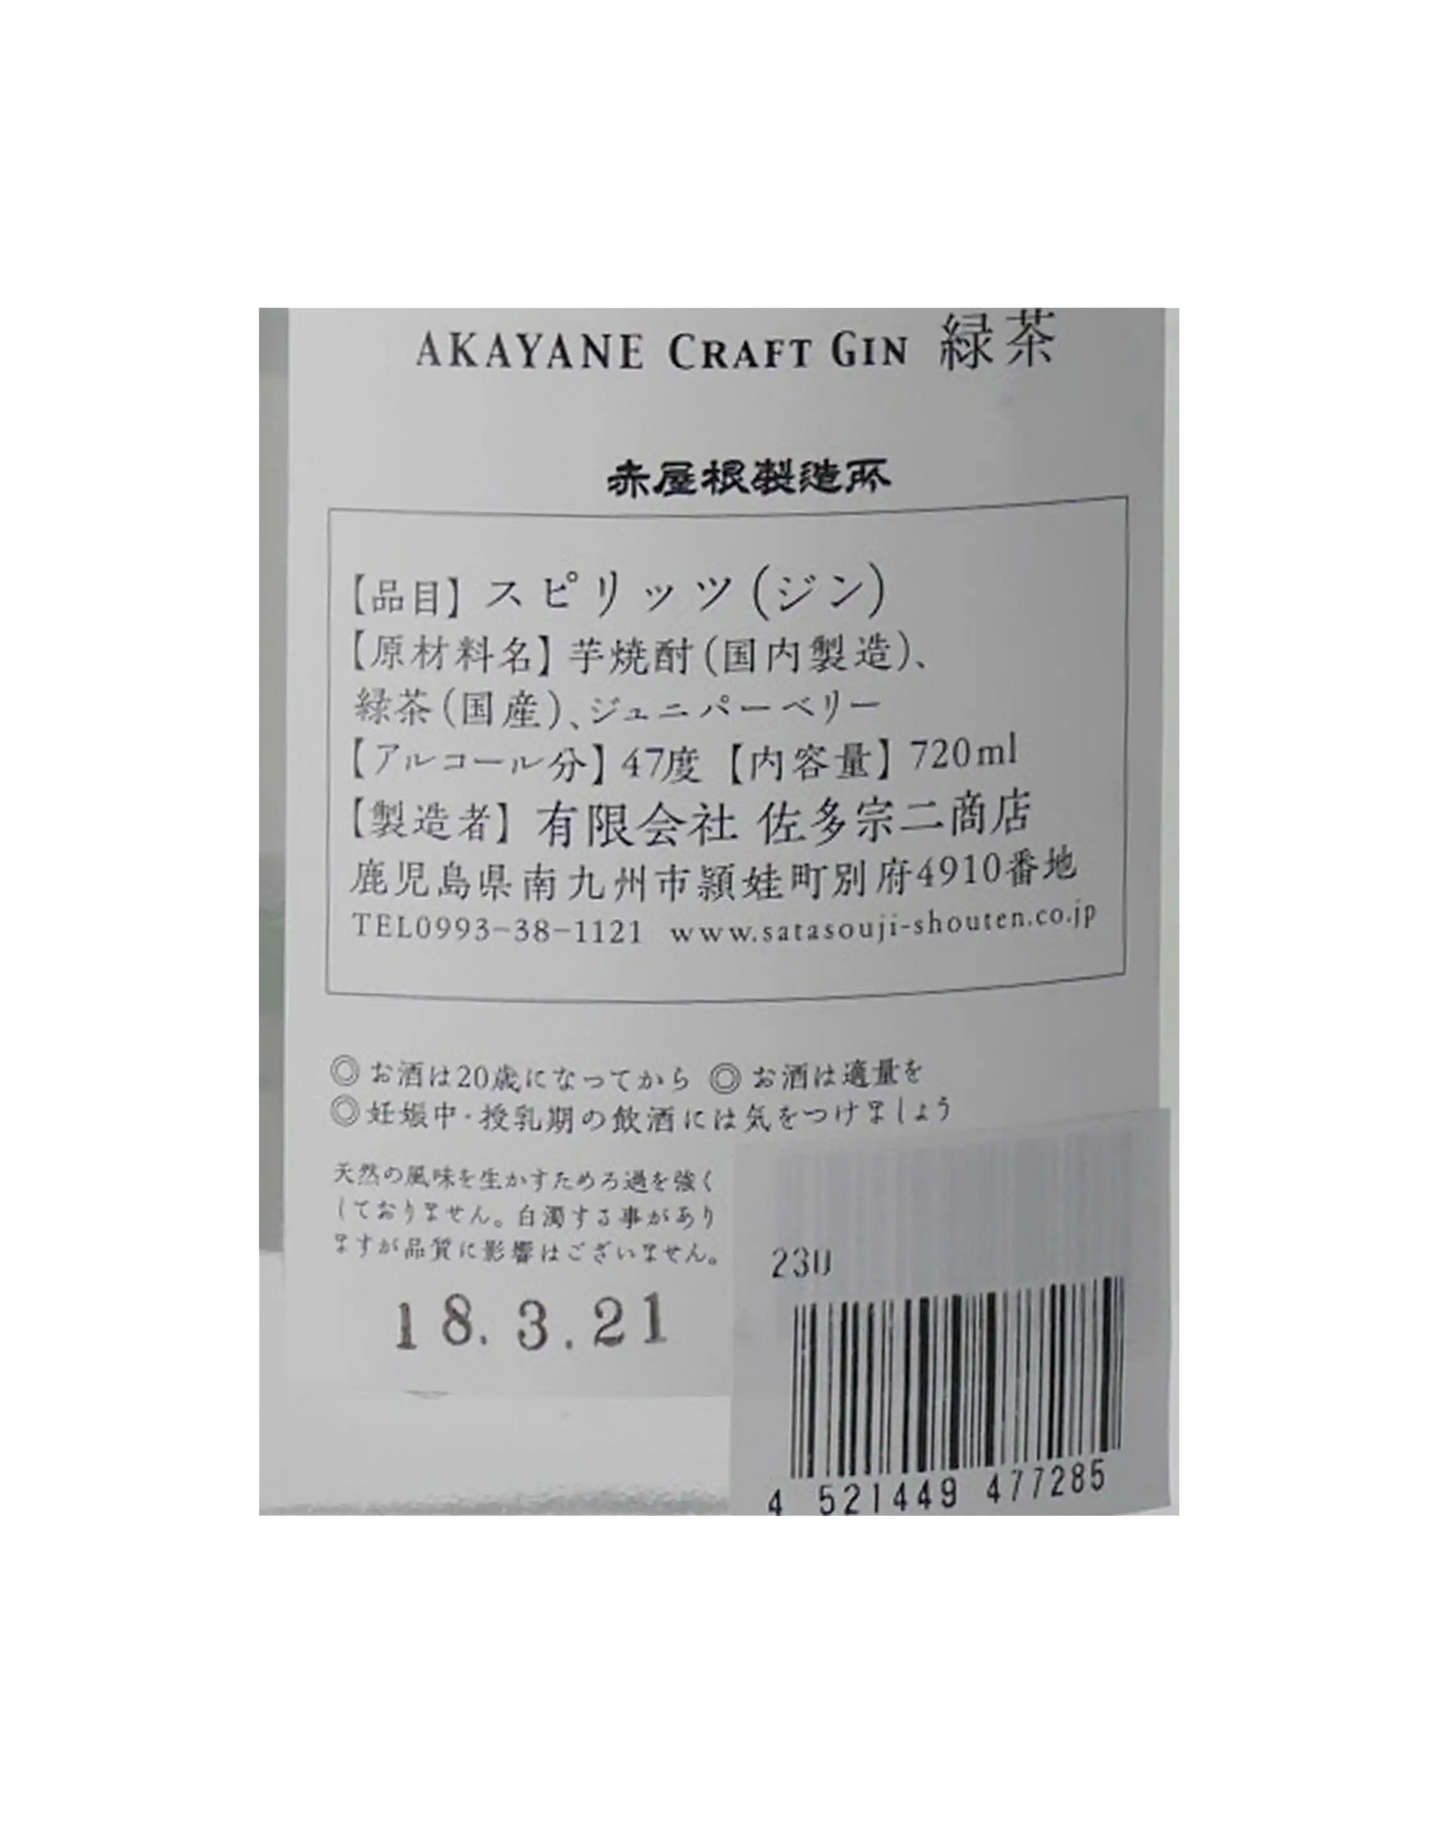 AKAYANE CRAFT GIN 緑茶
赤屋根製造所
【品目】スピリッツ(ジン)
【原材料名】芋焼酎(国内製造)、
緑茶(国産)、ジュニパーベリー
【アルコール分】47度【内容量】720ml
【製造者】有限会社 佐多宗二商店
鹿児島県南九州市頴娃町別府4910番地
TEL0993-38-1121 www.satasouji-shouten.co.jp
◎お酒は20歳になってから ◎お酒は適量を
◎妊娠中・授乳期の飲酒には気をつけましょう
天然の風味を生かすためろ過を強く
しておりません。白濁する事があり
ますが品質に影響はございません。
18.3.21
230
4 521449 477285